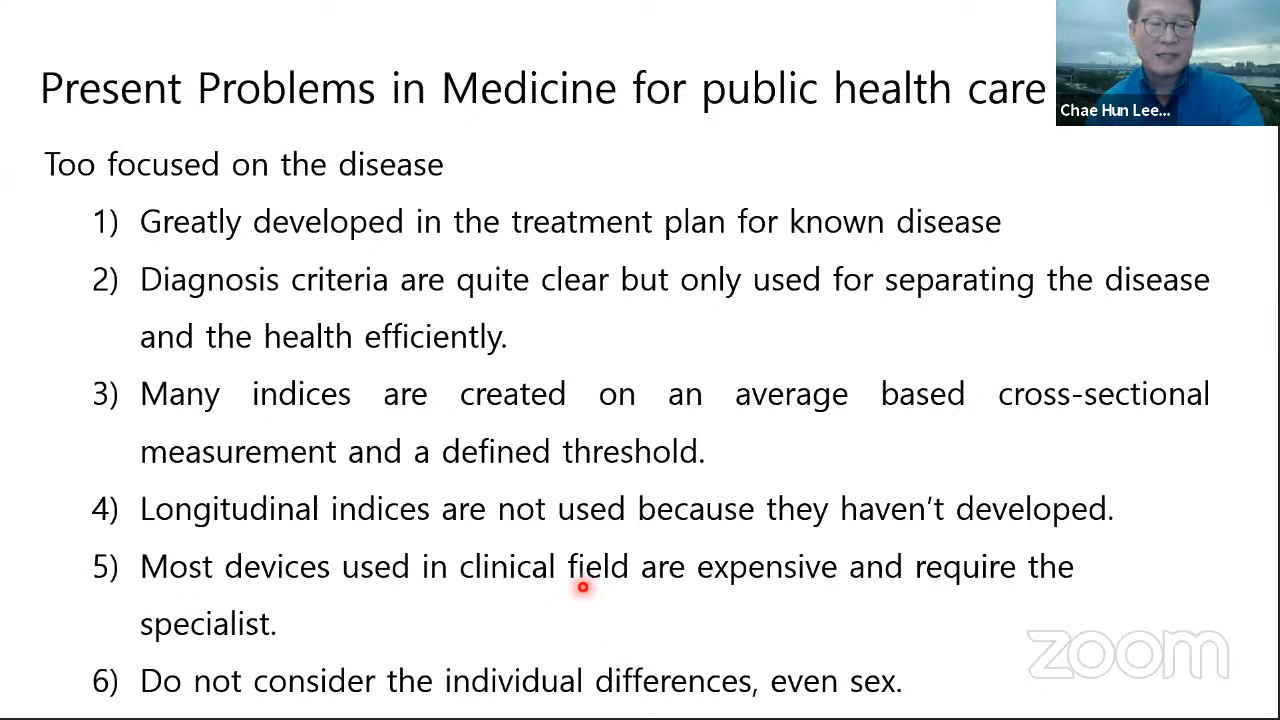 Present Problems in Medicine for public health care
Chae Hun Lee...
Too focused on the disease
1) Greatly developed in the treatment plan for known disease
2) Diagnosis criteria are quite clear but only used for separating the disease
and the health efficiently.
3) Many indices are created on an average based cross-sectional
measurement and a defined threshold.
4) Longitudinal indices are not used because they haven’t developed.
5) Most devices used in clinical field are expensive and require the
specialist.
zoom
6) Do not consider the individual differences, even sex.